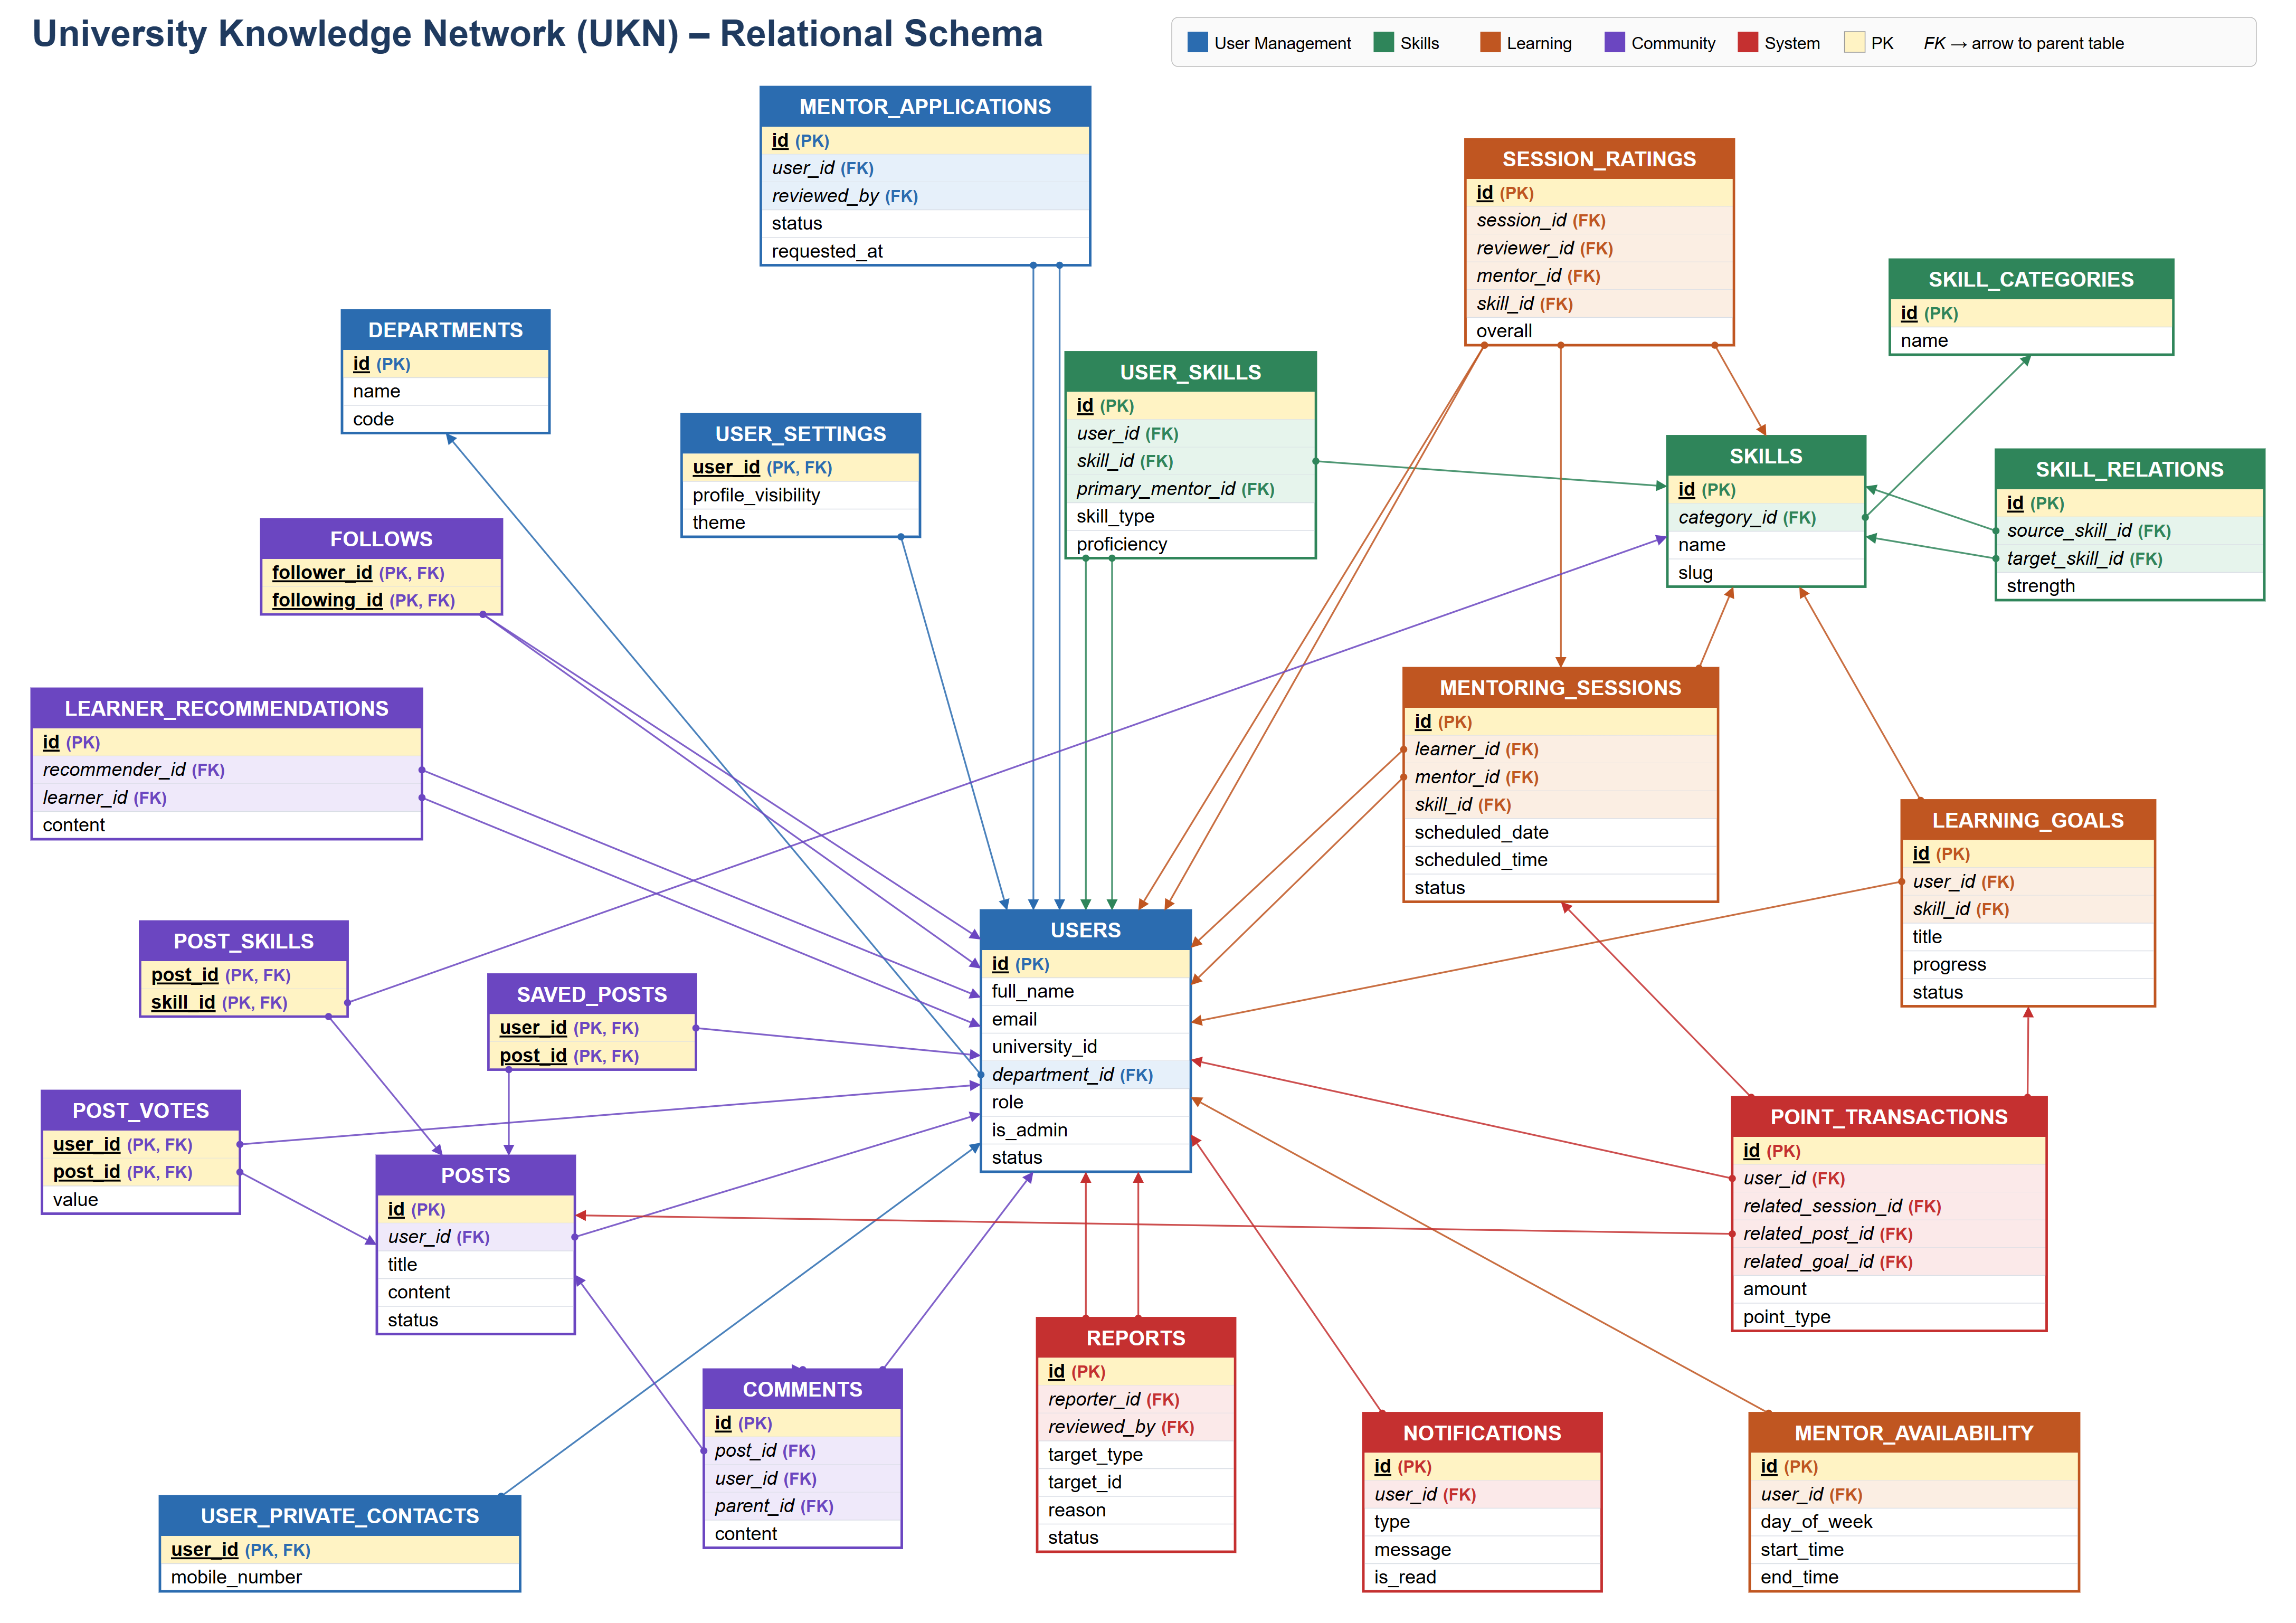 University Knowledge Network (UKN) – Relational Schema
User Management
Skills
Learning
Community
System
PK
FK → arrow to parent table
MENTOR_APPLICATIONS
id (PK)
user_id (FK)
reviewed_by (FK)
status
requested_at
SESSION_RATINGS
id (PK)
session_id (FK)
reviewer_id (FK)
mentor_id (FK)
skill_id (FK)
overall
SKILL_CATEGORIES
id (PK)
name
DEPARTMENTS
id (PK)
name
code
USER_SKILLS
id (PK)
user_id (FK)
skill_id (FK)
primary_mentor_id (FK)
skill_type
proficiency
USER_SETTINGS
user_id (PK, FK)
profile_visibility
theme
SKILLS
id (PK)
category_id (FK)
name
slug
SKILL_RELATIONS
id (PK)
source_skill_id (FK)
target_skill_id (FK)
strength
FOLLOWS
follower_id (PK, FK)
following_id (PK, FK)
LEARNER_RECOMMENDATIONS
id (PK)
recommender_id (FK)
learner_id (FK)
content
MENTORING_SESSIONS
id (PK)
learner_id (FK)
mentor_id (FK)
skill_id (FK)
scheduled_date
scheduled_time
status
LEARNING_GOALS
id (PK)
user_id (FK)
skill_id (FK)
title
progress
status
POST_SKILLS
post_id (PK, FK)
skill_id (PK, FK)
USERS
id (PK)
full_name
email
university_id
department_id (FK)
role
is_admin
status
SAVED_POSTS
user_id (PK, FK)
post_id (PK, FK)
POST_VOTES
user_id (PK, FK)
post_id (PK, FK)
value
POSTS
id (PK)
user_id (FK)
title
content
status
POINT_TRANSACTIONS
id (PK)
user_id (FK)
related_session_id (FK)
related_post_id (FK)
related_goal_id (FK)
amount
point_type
COMMENTS
id (PK)
post_id (FK)
user_id (FK)
parent_id (FK)
content
REPORTS
id (PK)
reporter_id (FK)
reviewed_by (FK)
target_type
target_id
reason
status
NOTIFICATIONS
id (PK)
user_id (FK)
type
message
is_read
MENTOR_AVAILABILITY
id (PK)
user_id (FK)
day_of_week
start_time
end_time
USER_PRIVATE_CONTACTS
user_id (PK, FK)
mobile_number